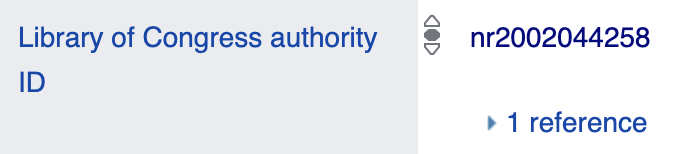 Library of Congress authority
ID
nr2002044258
1 reference